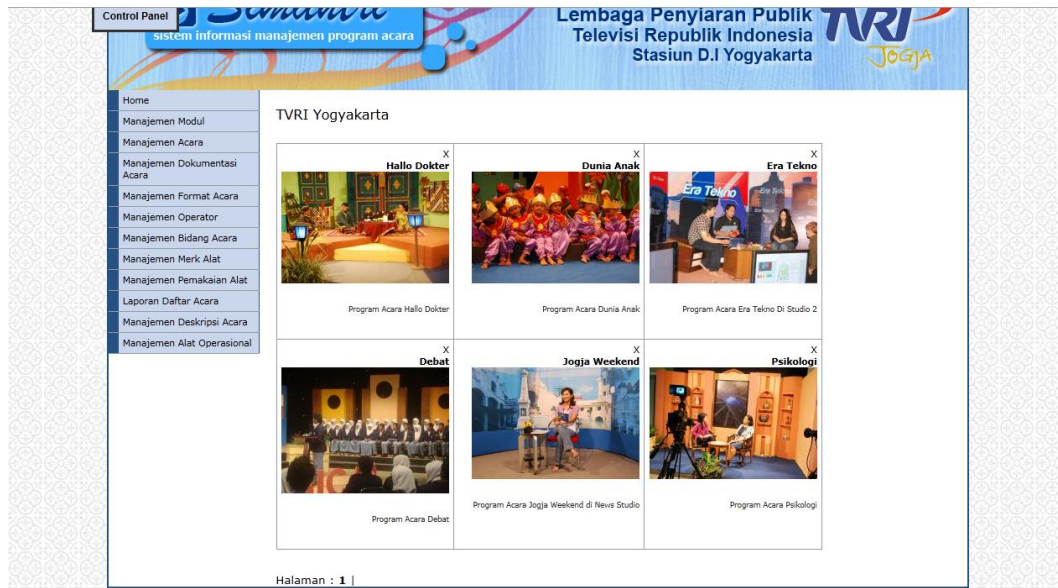 Control Panel
sistem informasi manajemen program acara
Lembaga Penyiaran Publik
Televisi Republik Indonesia
Stasiun D.I Yogyakarta
TVRI
JOGJA
Home
Manajemen Modul
Manajemen Acara
Manajemen Dokumentasi
Acara
Manajemen Format Acara
Manajemen Operator
Manajemen Bidang Acara
Manajemen Merk Alat
Manajemen Pemakaian Alat
Laporan Daftar Acara
Manajemen Deskripsi Acara
Manajemen Alat Operasional
TVRI Yogyakarta
X
Hallo Dokter
Program Acara Hallo Dokter
X
Dunia Anak
Program Acara Dunia Anak
X
Era Tekno
Era Tekno
Program Acara Era Tekno Di Studio 2
X
Debat
Program Acara Debat
X
Jogja Weekend
Program Acara Jogja Weekend di News Studio
X
Psikologi
Program Acara Psikologi
Halaman : 1 |